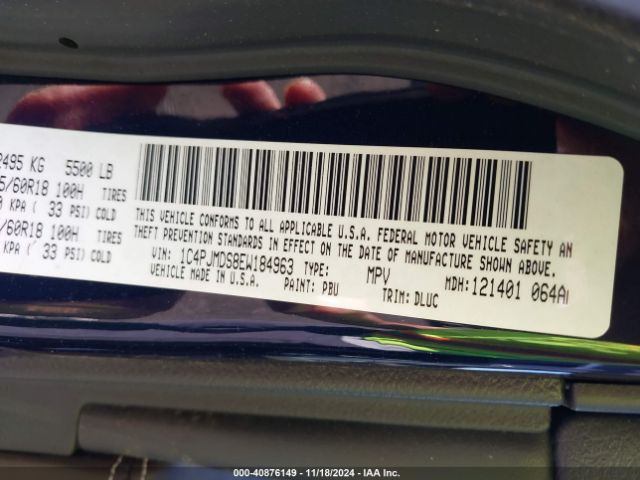 2495 KG 5500 LB
5/60R18 100H TIRES
0 KPA ( 33 PSI) COLD
/60R18 100H TIRES
KPA ( 33 PSI) COLD
THIS VEHICLE CONFORMS TO ALL APPLICABLE U.S.A. FEDERAL MOTOR VEHICLE SAFETY AN
THEFT PREVENTION STANDARDS IN EFFECT ON THE DATE OF MANUFACTURE SHOWN ABOVE.
VIN: 1C4PJMDS8EW184963 TYPE: MPV MDH: 121401 064A
VEHICLE MADE IN U.S.A. PAINT: PBU TRIM: DLUC
000-40876149 - 11/18/2024 - IAA Inc.